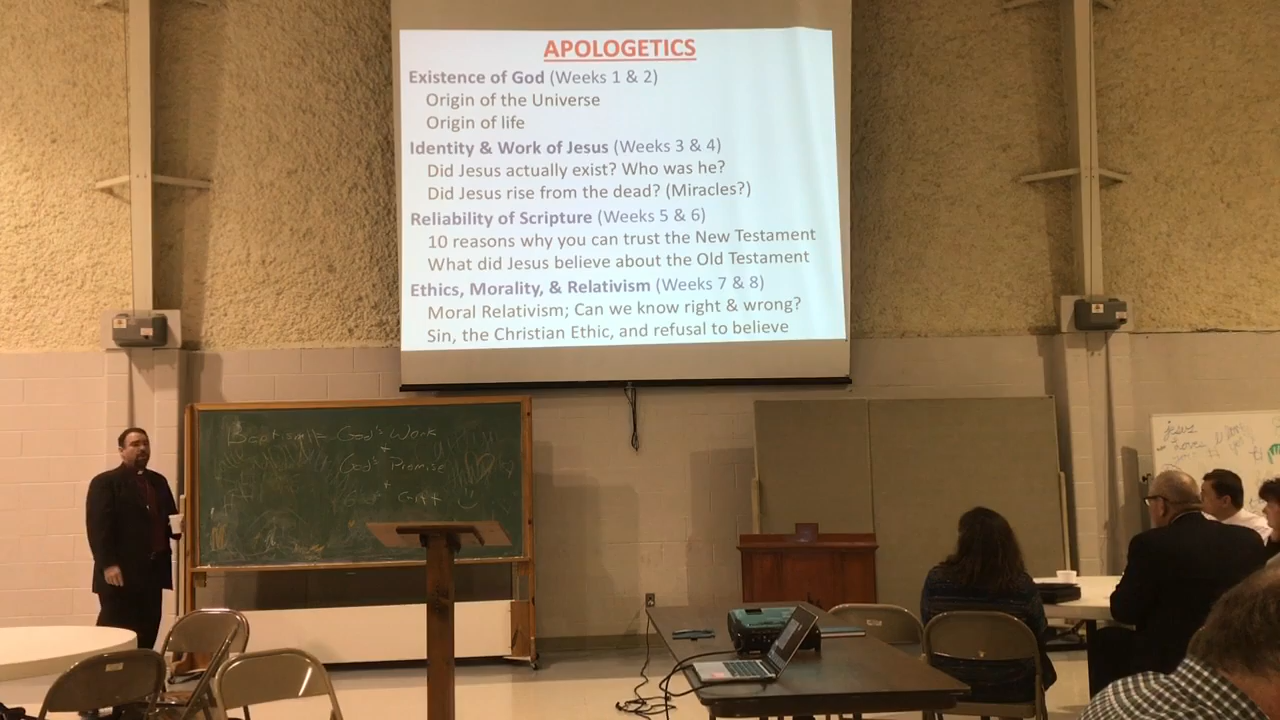 APOLOGETICS
Existence of God (Weeks 1 & 2)
Origin of the Universe
Origin of life
Identity & Work of Jesus (Weeks 3 & 4)
Did Jesus actually exist? Who was he?
Did Jesus rise from the dead? (Miracles?)
Reliability of Scripture (Weeks 5 & 6)
10 reasons why you can trust the New Testament
What did Jesus believe about the Old Testament
Ethics, Morality, & Relativism (Weeks 7 & 8)
Moral Relativism; Can we know right & wrong?
Sin, the Christian Ethic, and refusal to believe
Baptism = God's Work
+
God's Promise
+
Gift
jesus
Loves